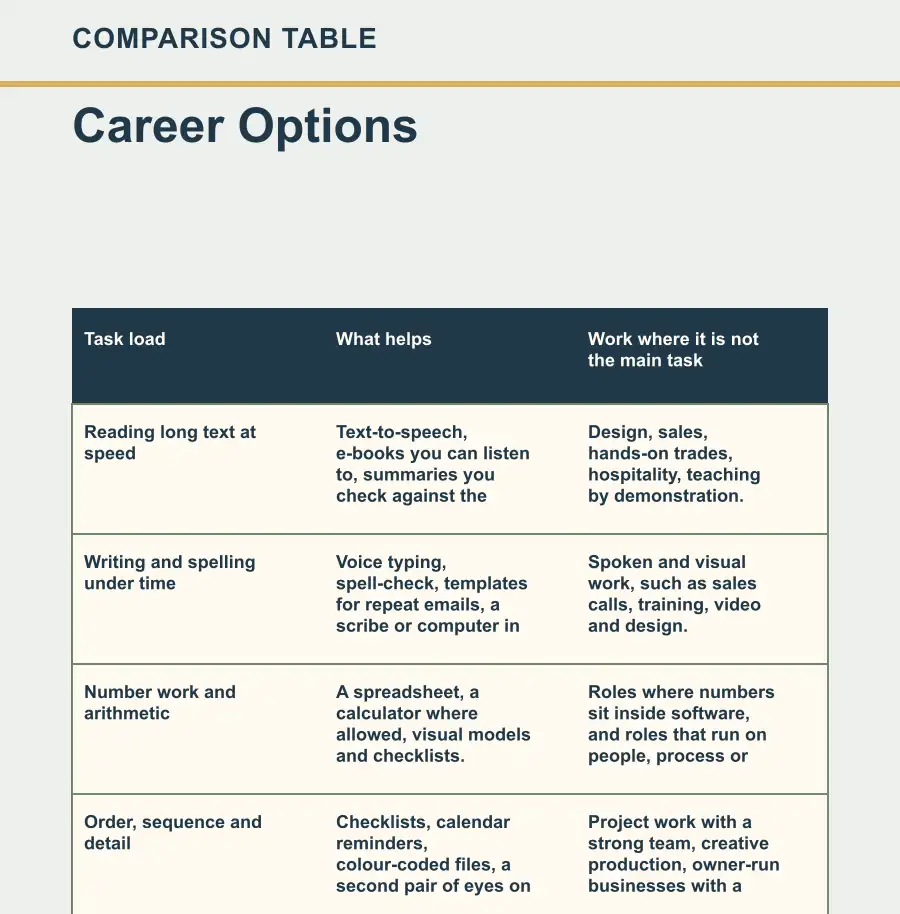 COMPARISON TABLE
Career Options
Task load
What helps
Work where it is not
the main task
Reading long text at
speed
Text-to-speech,
e-books you can listen
to, summaries you
check against the
Design, sales,
hands-on trades,
hospitality, teaching
by demonstration.
Writing and spelling
under time
Voice typing,
spell-check, templates
for repeat emails, a
scribe or computer in
Spoken and visual
work, such as sales
calls, training, video
and design.
Number work and
arithmetic
A spreadsheet, a
calculator where
allowed, visual models
and checklists.
Roles where numbers
sit inside software,
and roles that run on
people, process or
Order, sequence and
detail
Checklists, calendar
reminders,
colour-coded files, a
second pair of eyes on
Project work with a
strong team, creative
production, owner-run
businesses with a